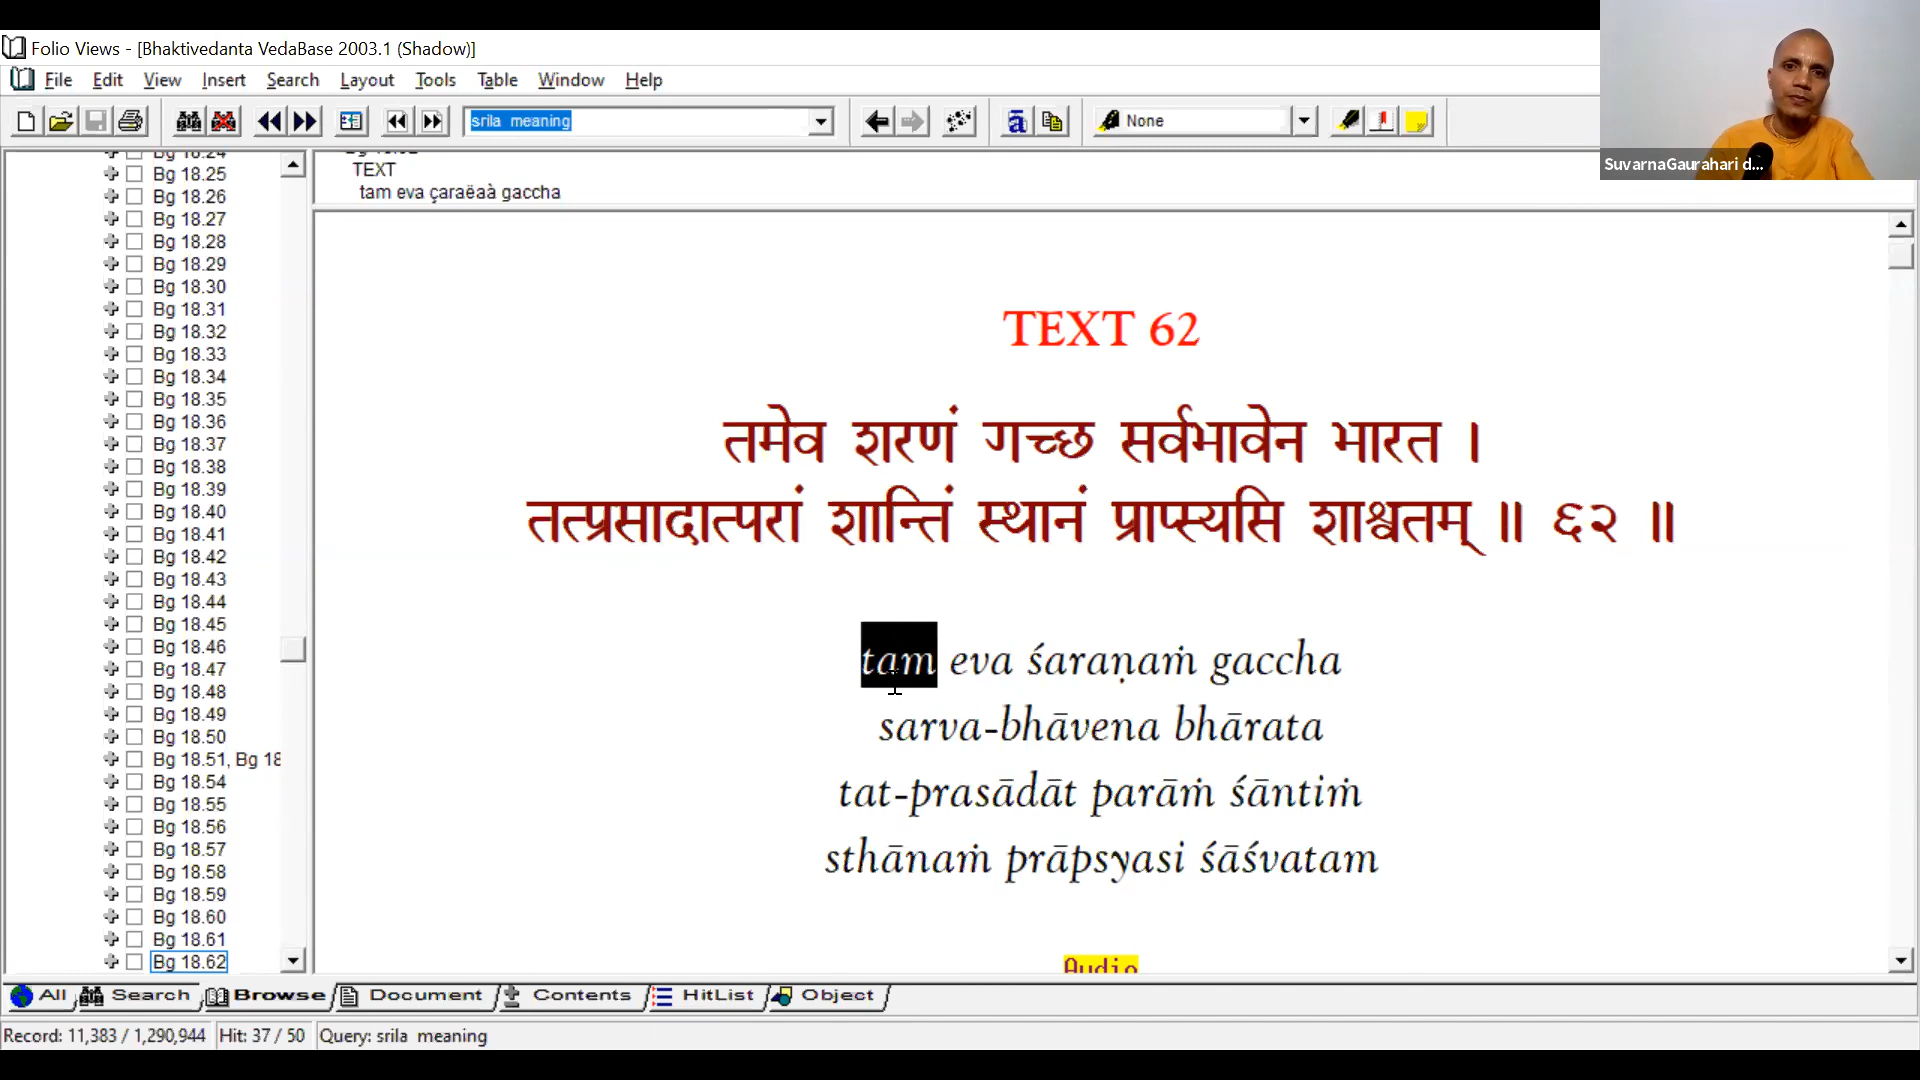 Folio Views - [Bhaktivedanta VedaBase 2003.1 (Shadow)]
File Edit View Insert Search Layout Tools Table Window Help
srila meaning
None
SuvarnaGaurahari d...
Bg 18.24
Bg 18.25
Bg 18.26
Bg 18.27
Bg 18.28
Bg 18.29
Bg 18.30
Bg 18.31
Bg 18.32
Bg 18.33
Bg 18.34
Bg 18.35
Bg 18.36
Bg 18.37
Bg 18.38
Bg 18.39
Bg 18.40
Bg 18.41
Bg 18.42
Bg 18.43
Bg 18.44
Bg 18.45
Bg 18.46
Bg 18.47
Bg 18.48
Bg 18.49
Bg 18.50
Bg 18.51, Bg 18
Bg 18.54
Bg 18.55
Bg 18.56
Bg 18.57
Bg 18.58
Bg 18.59
Bg 18.60
Bg 18.61
Bg 18.62
TEXT
tam eva çaraëaà gaccha
TEXT 62
तमेव शरणं गच्छ सर्वभावेन भारत ।
तत्प्रसादात्परां शान्तिं स्थानं प्राप्स्यसि शाश्वतम् ॥ ६२ ॥
tam eva śaraṇaṁ gaccha
sarva-bhāvena bhārata
tat-prasādāt parāṁ śāntiṁ
sthānaṁ prāpsyasi śāśvatam
Audio
All Search Browse Document Contents HitList Object
Record: 11,383 / 1,290,944 Hit: 37 / 50 Query: srila meaning